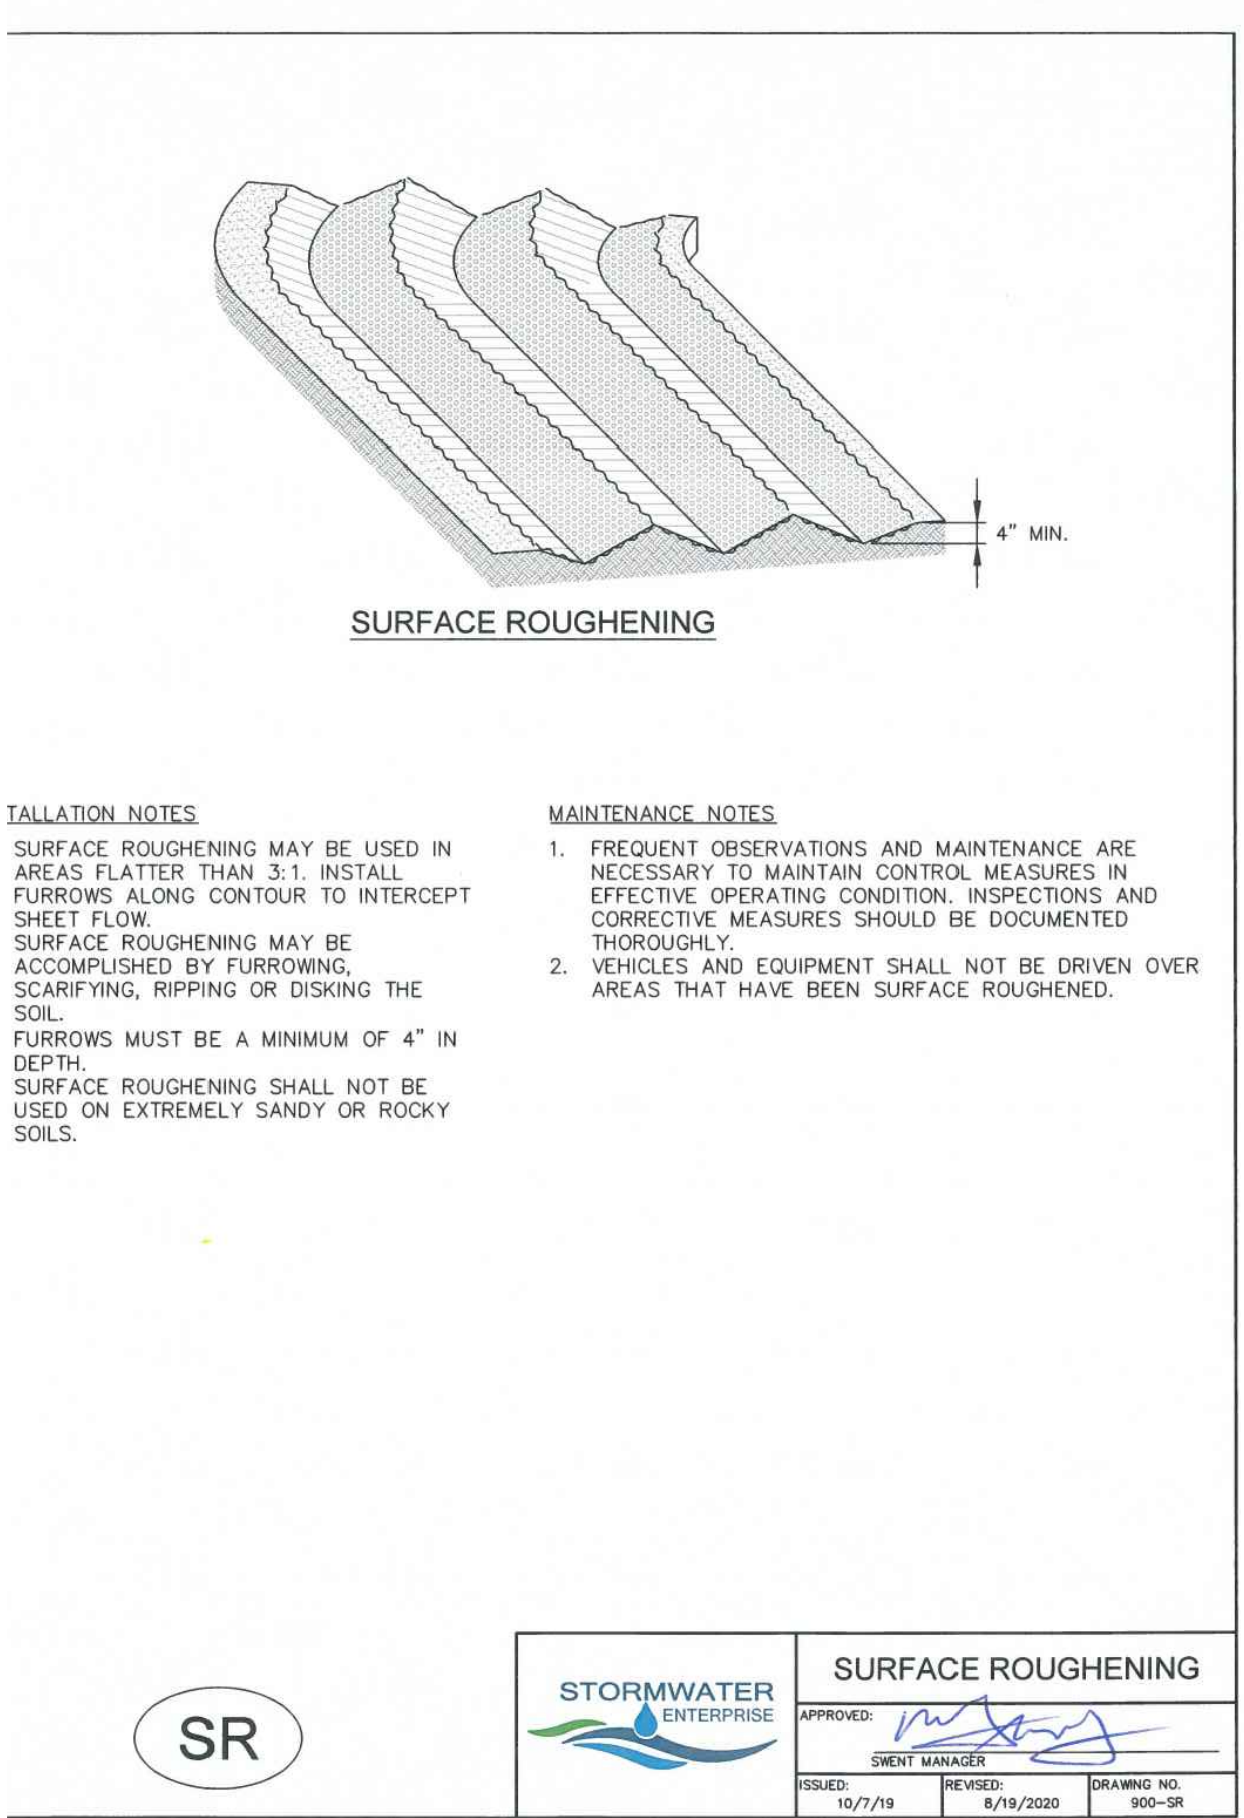 4" MIN.
SURFACE ROUGHENING
TALLATION NOTES
SURFACE ROUGHENING MAY BE USED IN
AREAS FLATTER THAN 3:1. INSTALL
FURROWS ALONG CONTOUR TO INTERCEPT
SHEET FLOW.
SURFACE ROUGHENING MAY BE
ACCOMPLISHED BY FURROWING,
SCARIFYING, RIPPING OR DISKING THE
SOIL.
FURROWS MUST BE A MINIMUM OF 4" IN
DEPTH.
SURFACE ROUGHENING SHALL NOT BE
USED ON EXTREMELY SANDY OR ROCKY
SOILS.
MAINTENANCE NOTES
1. FREQUENT OBSERVATIONS AND MAINTENANCE ARE
NECESSARY TO MAINTAIN CONTROL MEASURES IN
EFFECTIVE OPERATING CONDITION. INSPECTIONS AND
CORRECTIVE MEASURES SHOULD BE DOCUMENTED
THOROUGHLY.
2. VEHICLES AND EQUIPMENT SHALL NOT BE DRIVEN OVER
AREAS THAT HAVE BEEN SURFACE ROUGHENED.
SR
STORMWATER
ENTERPRISE
SURFACE ROUGHENING
APPROVED:
SWENT MANAGER
ISSUED:
10/7/19
REVISED:
8/19/2020
DRAWING NO.
900-SR